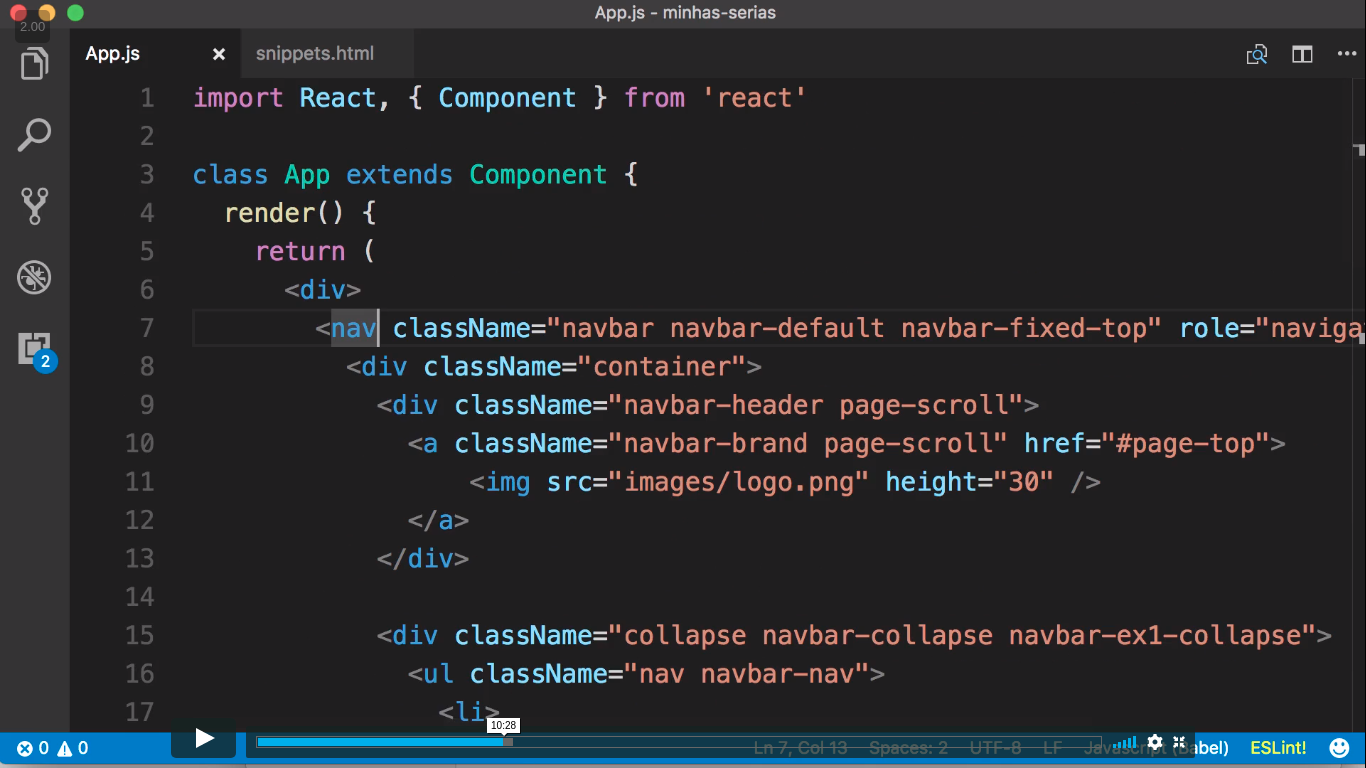 App.js - minhas-serias
2.00
App.js
snippets.html
1 import React, { Component } from 'react'
2
3 class App extends Component {
4 render() {
5 return (
6 <div>
7 <nav className="navbar navbar-default navbar-fixed-top" role="naviga
8 <div className="container">
9 <div className="navbar-header page-scroll">
10 <a className="navbar-brand page-scroll" href="#page-top">
11 <img src="images/logo.png" height="30" />
12 </a>
13 </div>
14
15 <div className="collapse navbar-collapse navbar-ex1-collapse">
16 <ul className="nav navbar-nav">
17 <li>
2
10:28
0 0 Ln 7, Col 13 Spaces: 2 UTF-8 LF Javascript (Babel) ESLint!